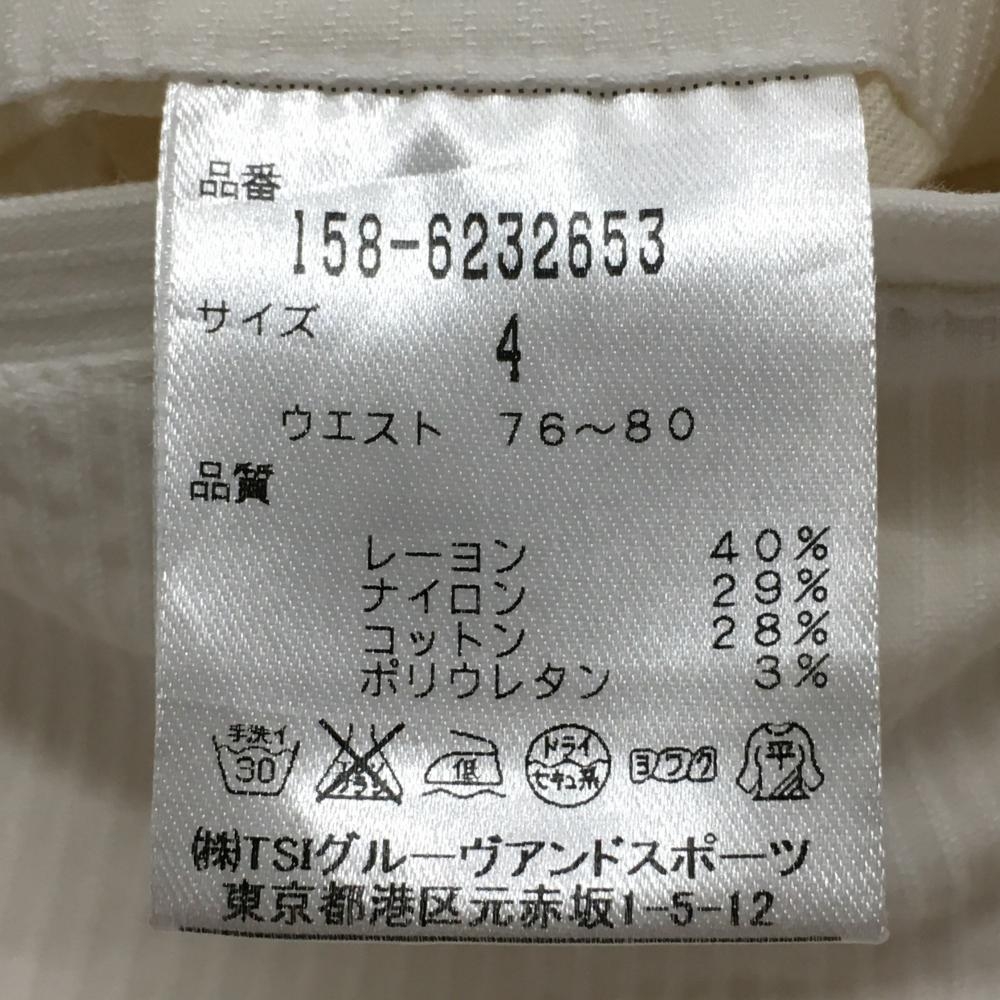 品番
158-6232653
サイズ
4
ウエスト 76～80
品質
レーヨン 40%
ナイロン 29%
コットン 28%
ポリウレタン 3%
手洗イ 30 低 ドライ セキユ系 ヨワク 平
㈱TSIグルーヴアンドスポーツ
東京都港区元赤坂1-5-12